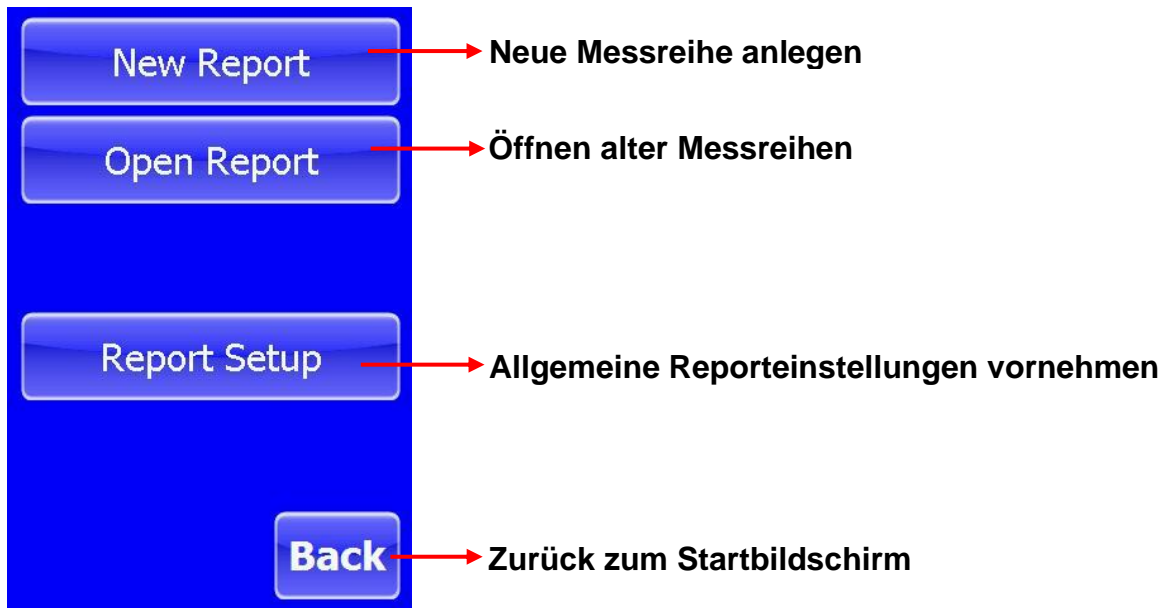 New Report
Neue Messreihe anlegen
Open Report
Öffnen alter Messreihen
Report Setup
Allgemeine Reporteinstellungen vornehmen
Back
Zurück zum Startbildschirm